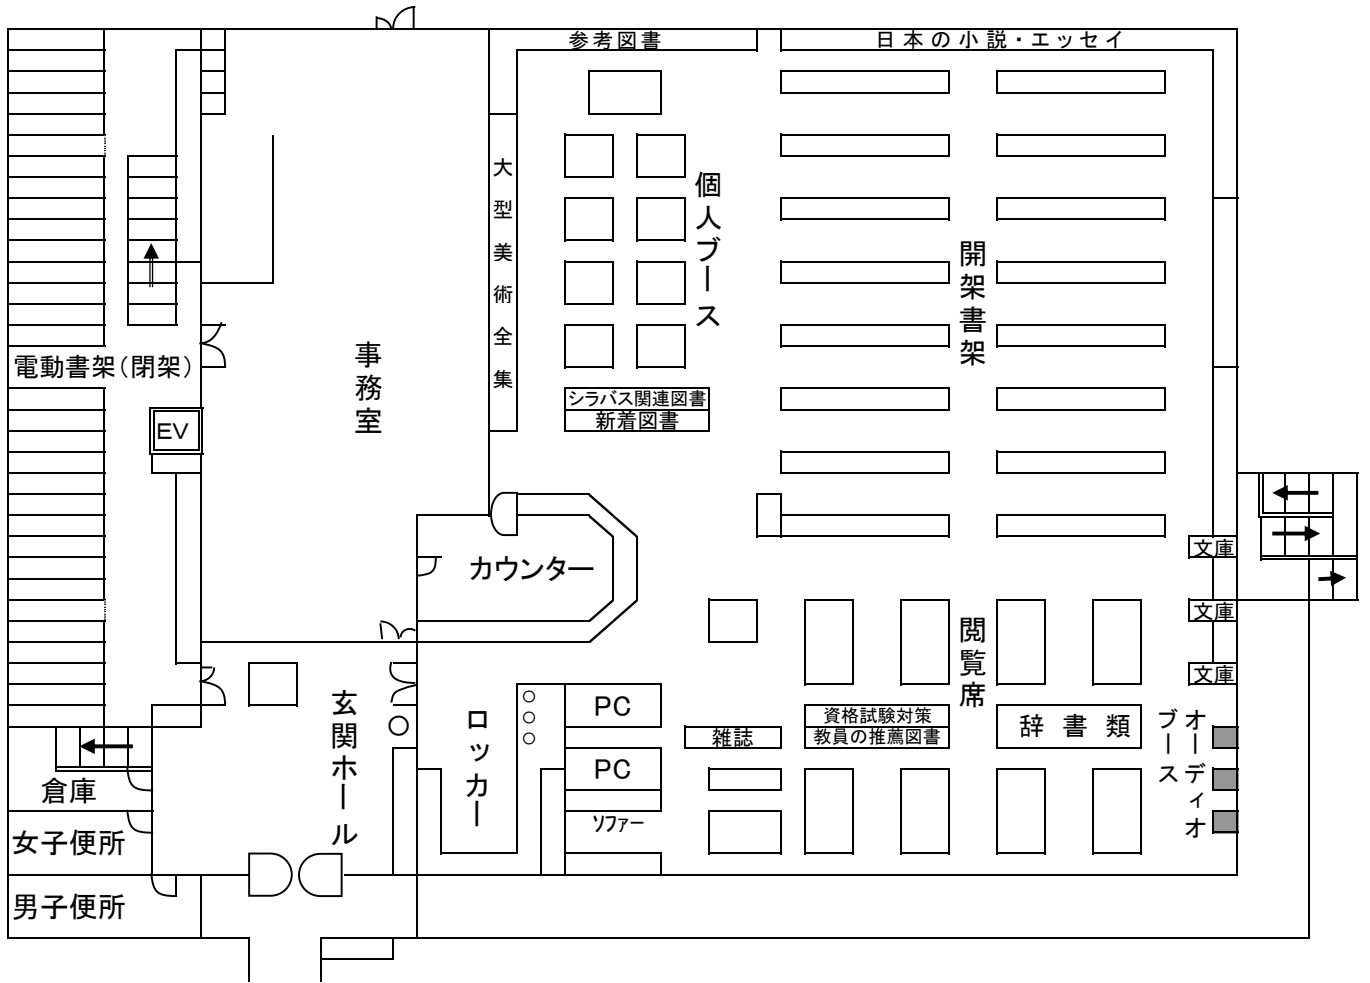 参考図書
日本の小説・エッセイ
大型美術全集
個人ブース
開架書架
事務室
電動書架(閉架)
シラバス関連図書
新着図書
EV
カウンター
文庫
文庫
文庫
閲覧席
玄関ホール
ロッカー
PC
PC
ソファー
雑誌
資格試験対策
教員の推薦図書
辞書類
オーディオ
ブース
倉庫
女子便所
男子便所